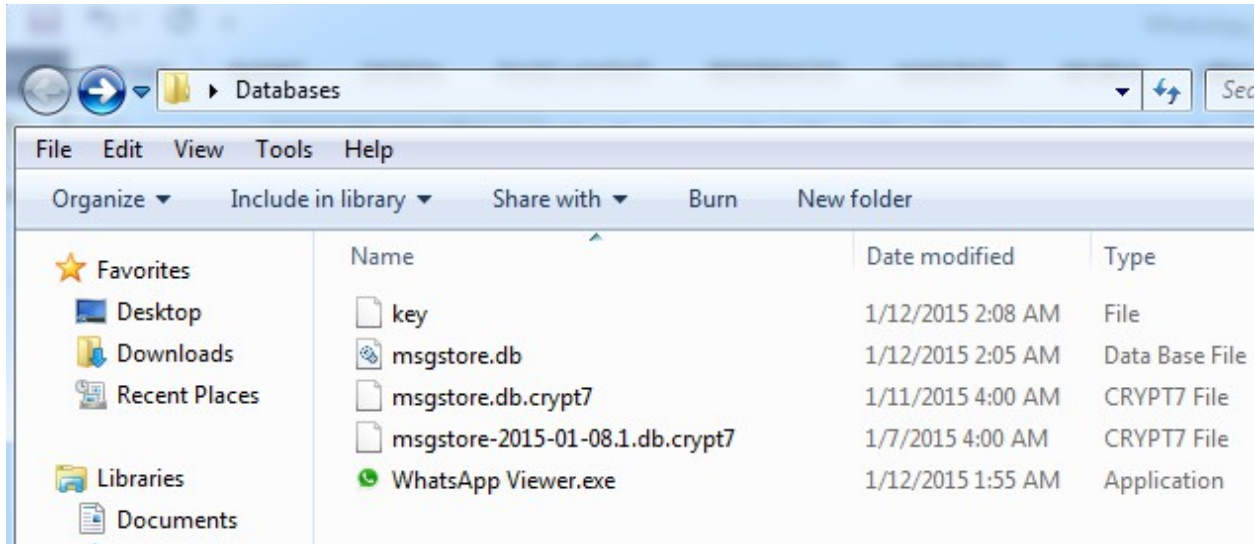 Databases
Sea
File Edit View Tools Help
Organize Include in library Share with Burn New folder
Name Date modified Type
Favorites
Desktop
Downloads
Recent Places
Libraries
Documents
key 1/12/2015 2:08 AM File
msgstore.db 1/12/2015 2:05 AM Data Base File
msgstore.db.crypt7 1/11/2015 4:00 AM CRYPT7 File
msgstore-2015-01-08.1.db.crypt7 1/7/2015 4:00 AM CRYPT7 File
WhatsApp Viewer.exe 1/12/2015 1:55 AM Application